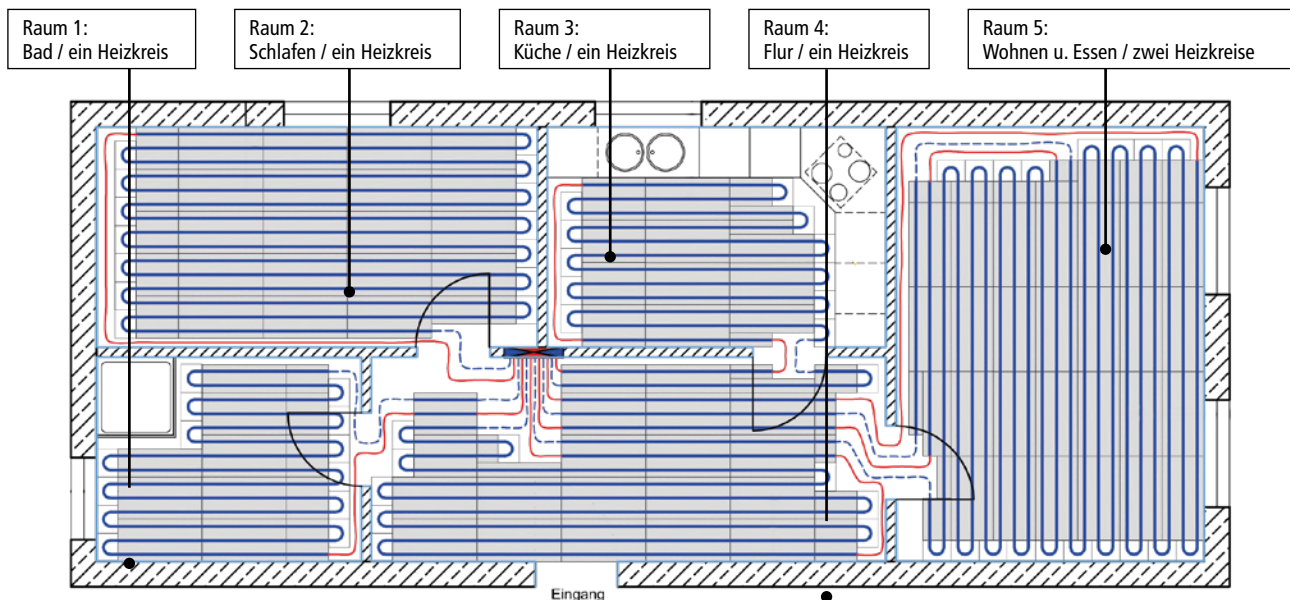 Raum 1:
Bad / ein Heizkreis
Raum 2:
Schlafen / ein Heizkreis
Raum 3:
Küche / ein Heizkreis
Raum 4:
Flur / ein Heizkreis
Raum 5:
Wohnen u. Essen / zwei Heizkreise
Eingang